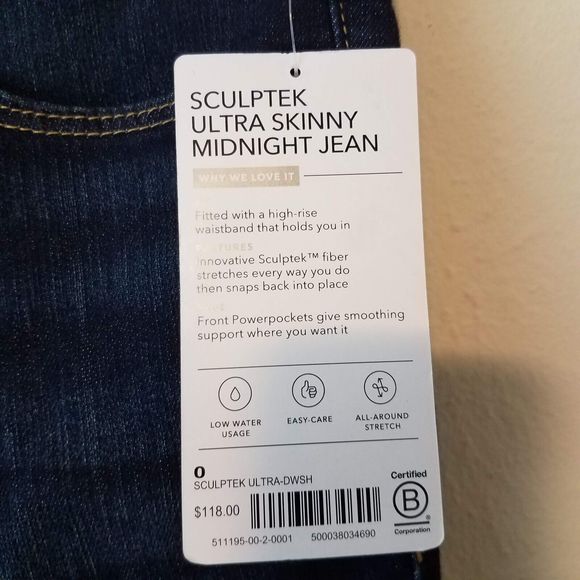 SCULPTEK
ULTRA SKINNY
MIDNIGHT JEAN
WHY WE LOVE IT
Fitted with a high-rise
waistband that holds you in
Innovative Sculptek™ fiber
stretches every way you do
then snaps back into place
Front Powerpockets give smoothing
support where you want it
LOW WATER
USAGE
EASY-CARE
ALL-AROUND
STRETCH
0
SCULPTEK ULTRA-DWSH
$118.00
511195-00-2-0001 500038034690
Certified
B
®
Corporation